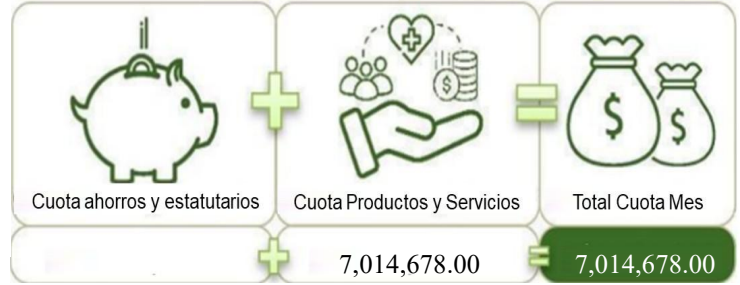 Cuota ahorros y estatutarios
Cuota Productos y Servicios
Total Cuota Mes
+
7,014,678.00
=
7,014,678.00